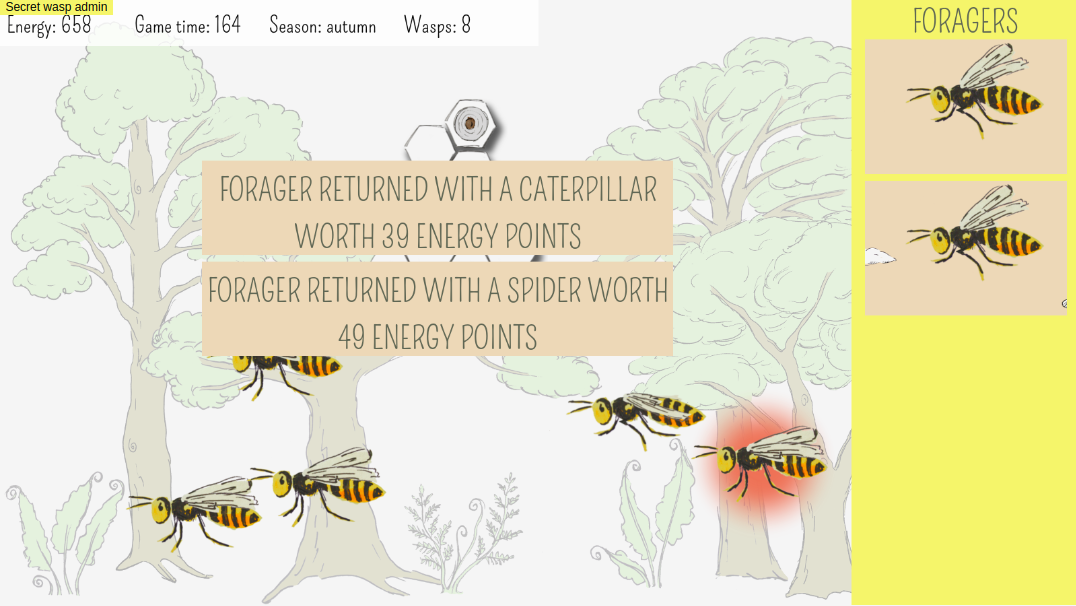 Secret wasp admin
Energy: 658 Game time: 164 Season: autumn Wasps: 8
FORAGERS
FORAGER RETURNED WITH A CATERPILLAR
WORTH 39 ENERGY POINTS
FORAGER RETURNED WITH A SPIDER WORTH
49 ENERGY POINTS